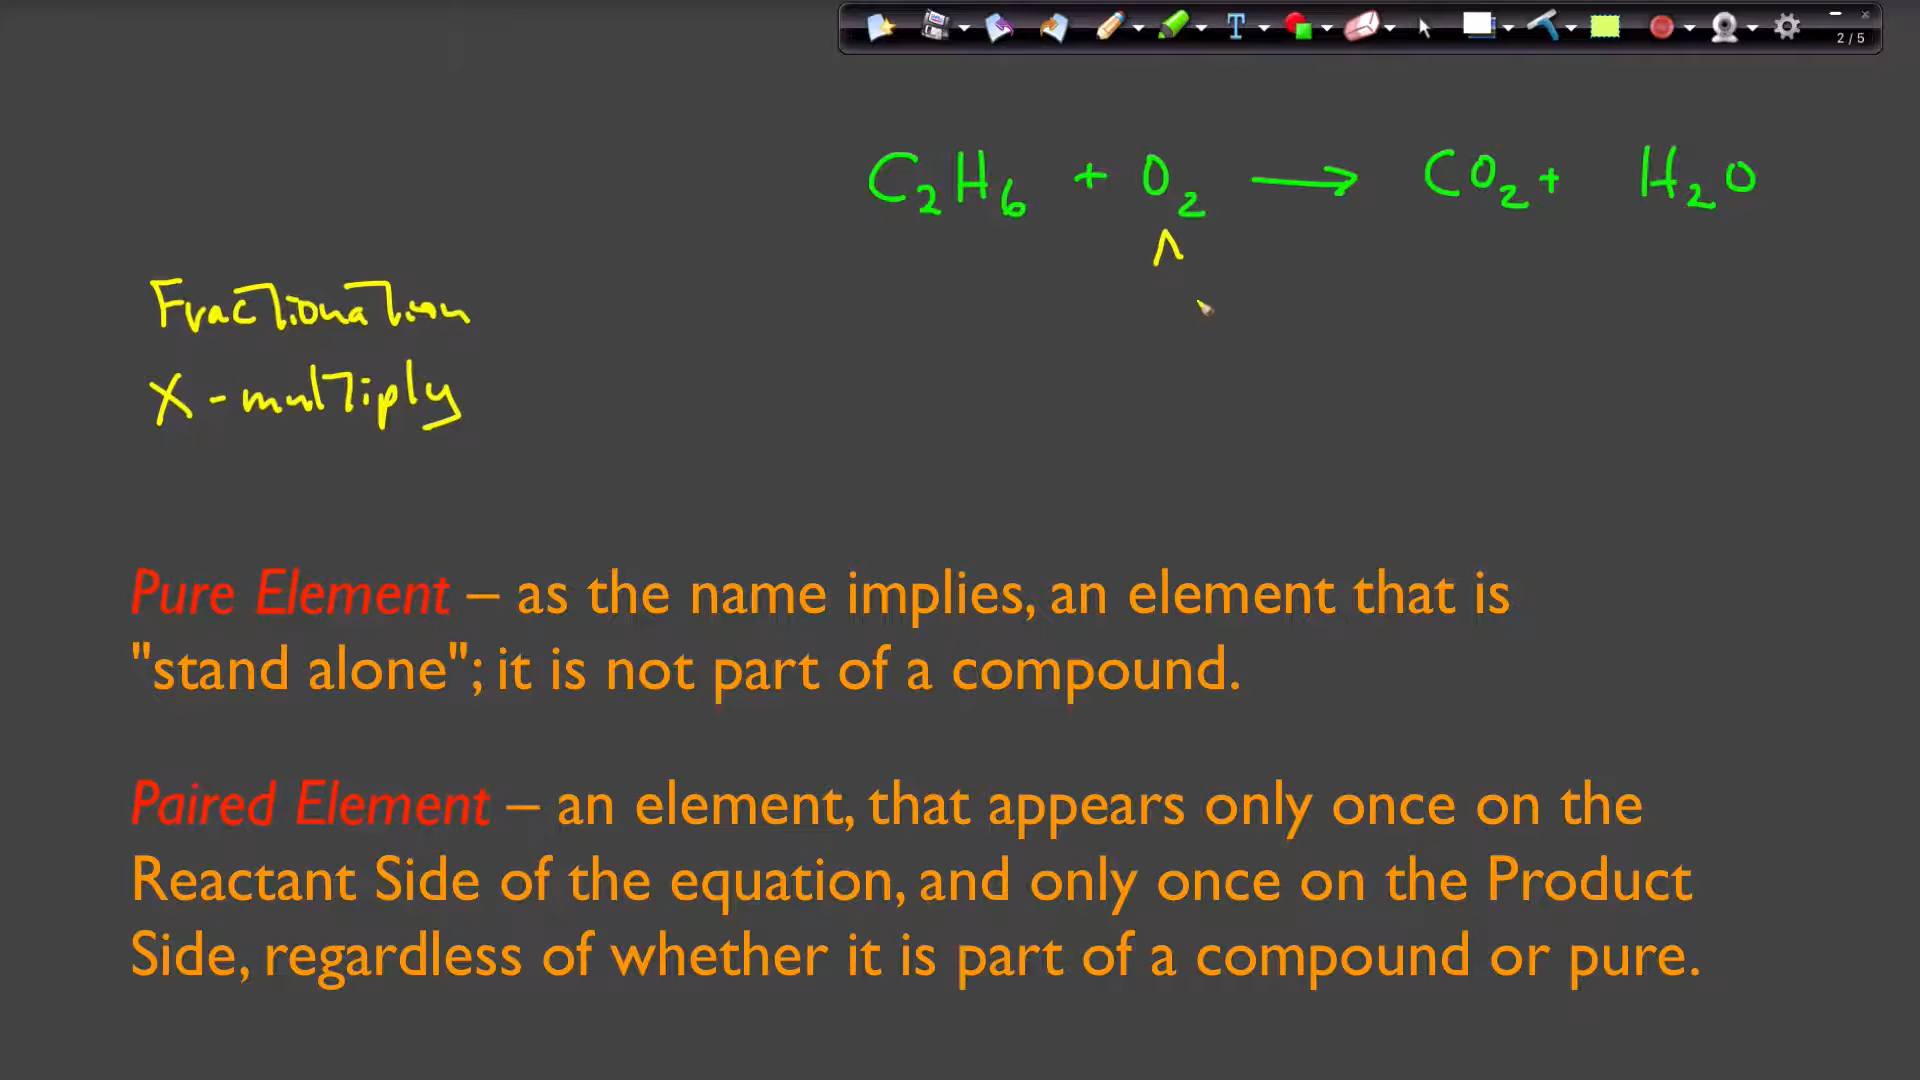 2 / 5
C₂H₆ + O₂ → CO₂ + H₂O
^
Fractionation
X - multiply
Pure Element – as the name implies, an element that is
"stand alone"; it is not part of a compound.
Paired Element – an element, that appears only once on the
Reactant Side of the equation, and only once on the Product
Side, regardless of whether it is part of a compound or pure.